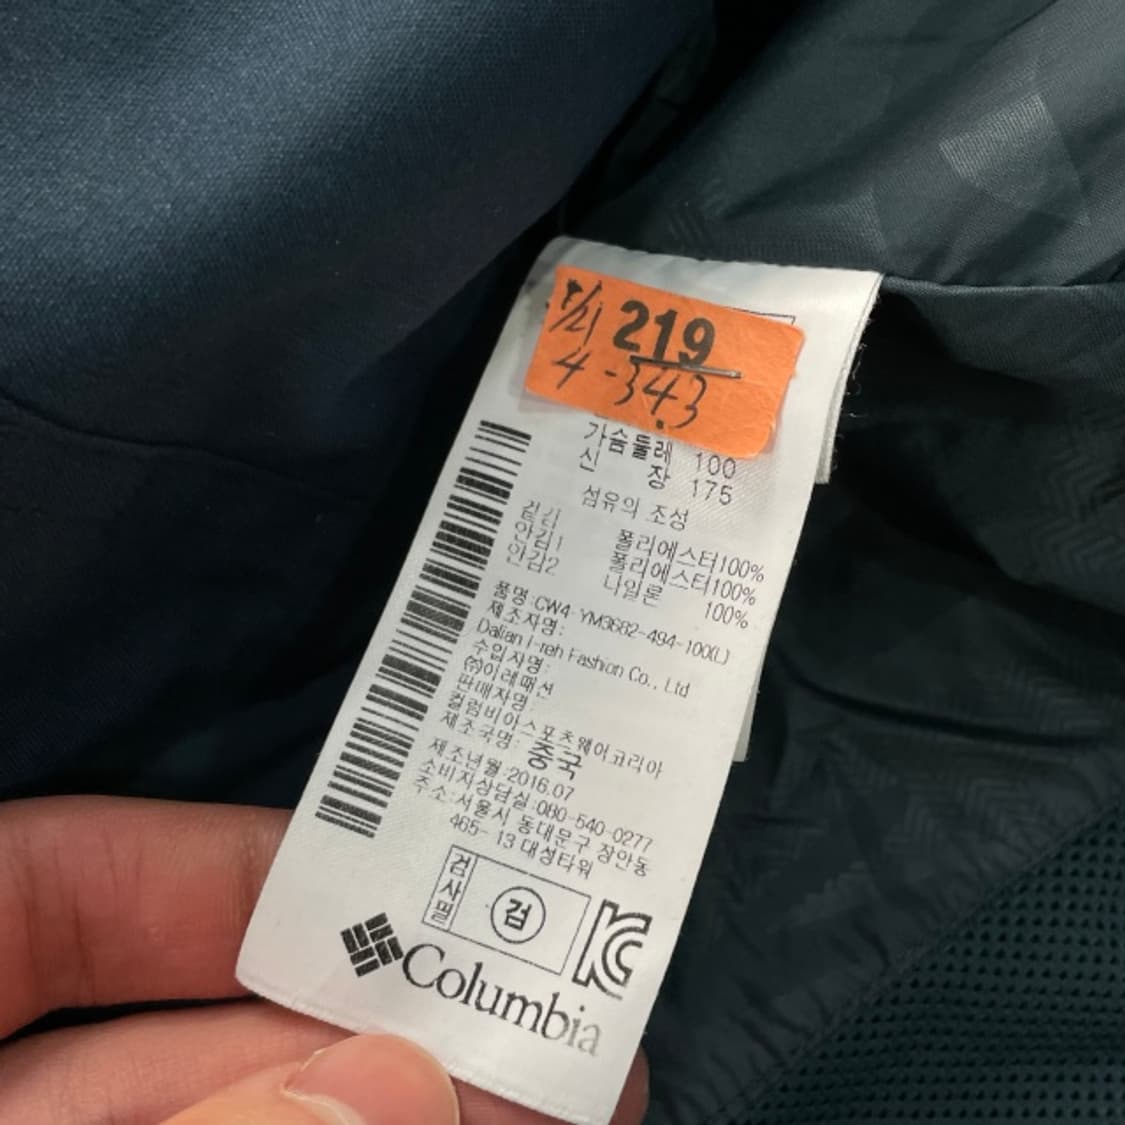 219
4-343
가슴둘레 100
신 장 175
섬유의 조성
겉감 폴리에스터100%
안감1 폴리에스터100%
안감2 나일론 100%
품명:CW4-YM3682-494-100(L)
제조자명:
Dalian I-reh Fashion Co., Ltd
수입자명:
(주)이레패션
판매자명:
컬럼비아스포츠웨어코리아
제조국명: 중국
제조년월:2016.07
소비자상담실:080-540-0277
주소:서울시 동대문구 장안동
465-13 대성타워
검사필
검
KC
Columbia